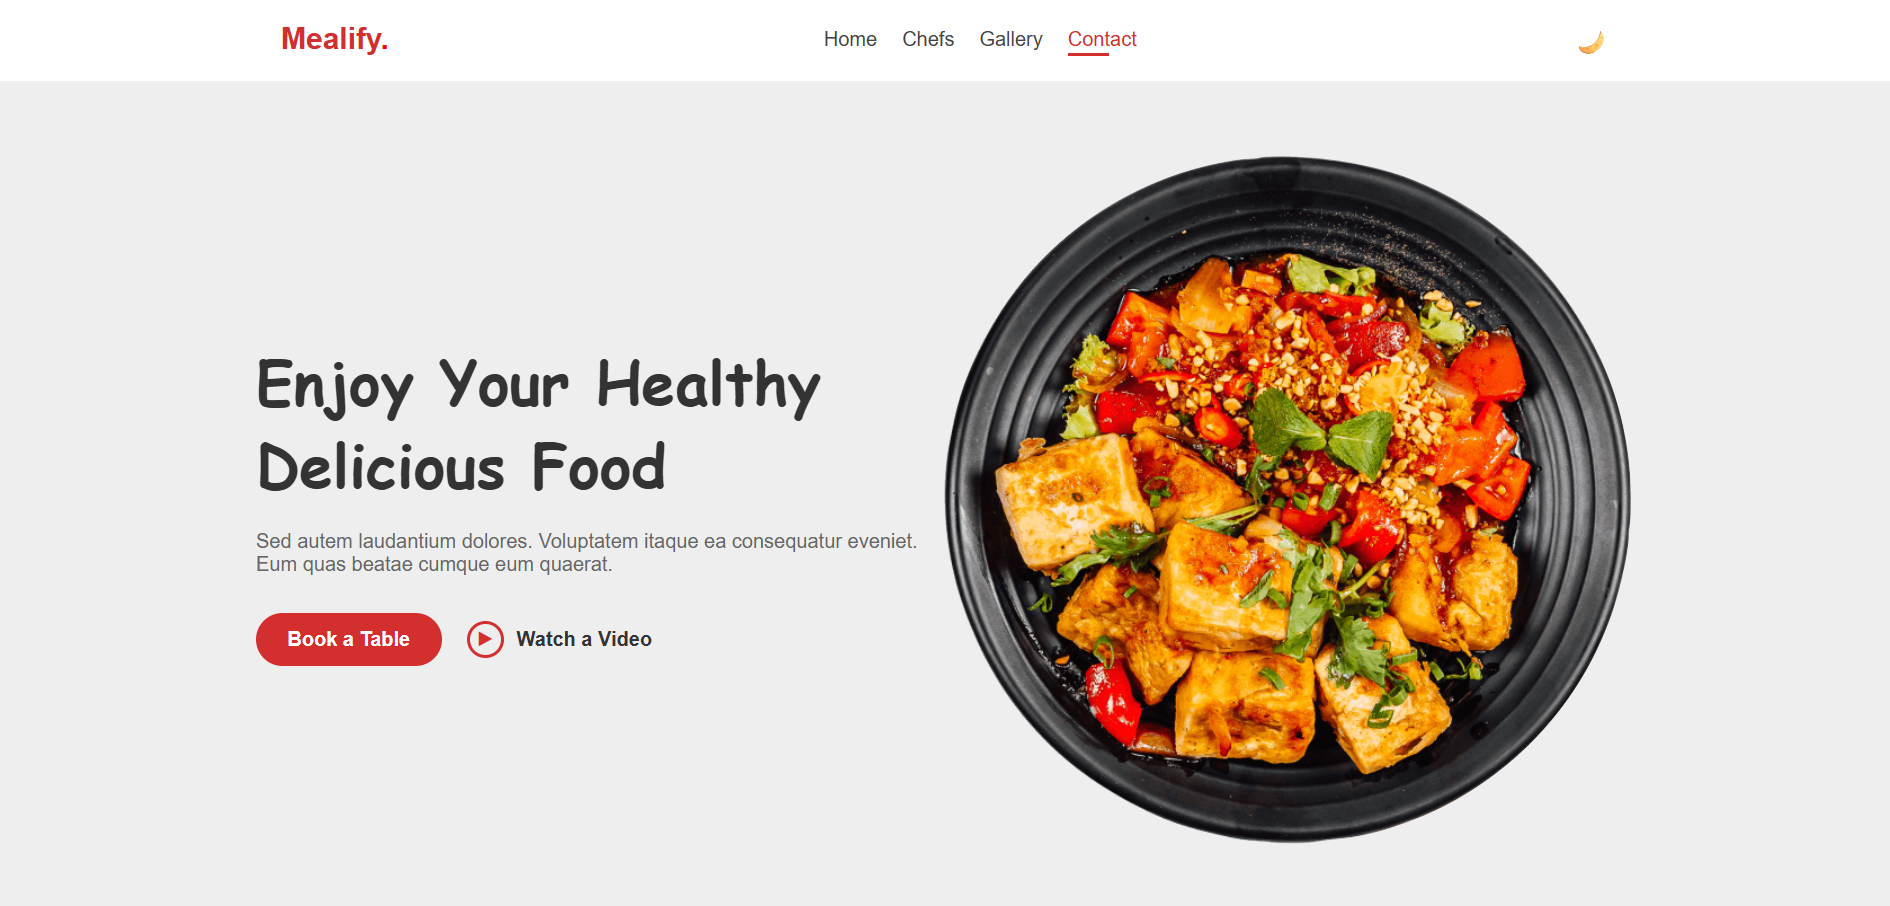 Mealify.
Home Chefs Gallery Contact
Enjoy Your Healthy
Delicious Food
Sed autem laudantium dolores. Voluptatem itaque ea consequatur eveniet.
Eum quas beatae cumque eum quaerat.
Book a Table
Watch a Video